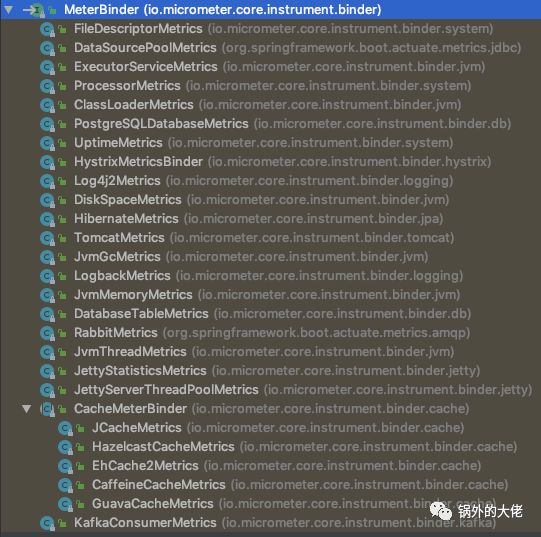 MeterBinder (io.micrometer.core.instrument.binder)
FileDescriptorMetrics (io.micrometer.core.instrument.binder.system)
DataSourcePoolMetrics (org.springframework.boot.actuate.metrics.jdbc)
ExecutorServiceMetrics (io.micrometer.core.instrument.binder.jvm)
ProcessorMetrics (io.micrometer.core.instrument.binder.system)
ClassLoaderMetrics (io.micrometer.core.instrument.binder.jvm)
PostgreSQLDatabaseMetrics (io.micrometer.core.instrument.binder.db)
UptimeMetrics (io.micrometer.core.instrument.binder.system)
HystrixMetricsBinder (io.micrometer.core.instrument.binder.hystrix)
Log4j2Metrics (io.micrometer.core.instrument.binder.logging)
DiskSpaceMetrics (io.micrometer.core.instrument.binder.jvm)
HibernateMetrics (io.micrometer.core.instrument.binder.jpa)
TomcatMetrics (io.micrometer.core.instrument.binder.tomcat)
JvmGcMetrics (io.micrometer.core.instrument.binder.jvm)
LogbackMetrics (io.micrometer.core.instrument.binder.logging)
JvmMemoryMetrics (io.micrometer.core.instrument.binder.jvm)
DatabaseTableMetrics (io.micrometer.core.instrument.binder.db)
RabbitMetrics (org.springframework.boot.actuate.metrics.amqp)
JvmThreadMetrics (io.micrometer.core.instrument.binder.jvm)
JettyStatisticsMetrics (io.micrometer.core.instrument.binder.jetty)
JettyServerThreadPoolMetrics (io.micrometer.core.instrument.binder.jetty)
CacheMeterBinder (io.micrometer.core.instrument.binder.cache)
JCacheMetrics (io.micrometer.core.instrument.binder.cache)
HazelcastCacheMetrics (io.micrometer.core.instrument.binder.cache)
EhCache2Metrics (io.micrometer.core.instrument.binder.cache)
CaffeineCacheMetrics (io.micrometer.core.instrument.binder.cache)
GuavaCacheMetrics (io.micrometer.core.instrument.binder.cache)
KafkaConsumerMetrics (io.micrometer.core.instrument.binder.kafka)
锅外的大佬